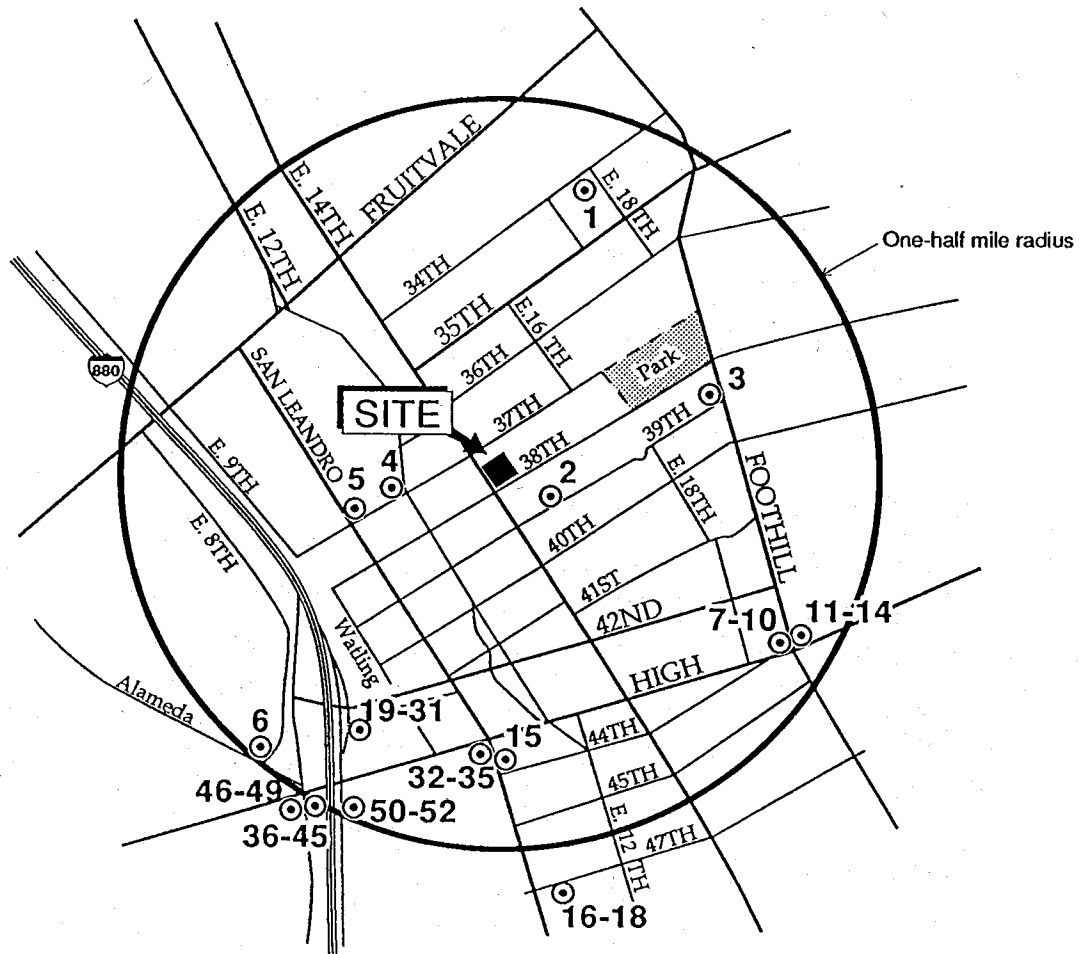 FRUITVALE
E. 14TH
E. 12TH
E. 18TH
1
34TH
One-half mile radius
35TH
E.16 TH
36TH
Park
880
SAN LEANDRO
SITE
37TH
3
38TH
39TH
E. 9TH
4
5
2
E.18TH
FOOTHILL
E. 8TH
40TH
41ST
42ND
7-10
11-14
Watling
HIGH
Alameda
6
19-31
15
44TH
32-35
45TH
46-49
50-52
36-45
E. 12 TH
47TH
16-18